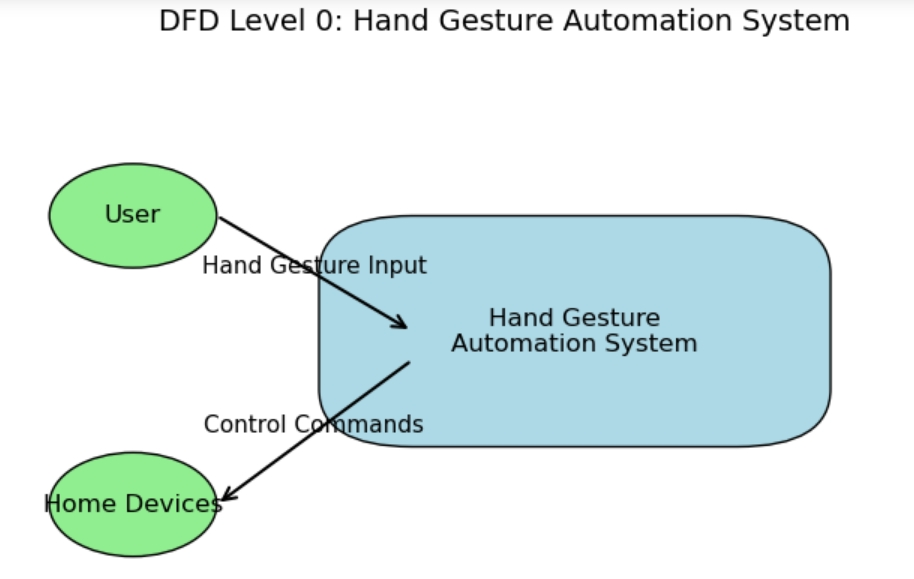 DFD Level 0: Hand Gesture Automation System
User
Hand Gesture Input
Hand Gesture
Automation System
Control Commands
Home Devices